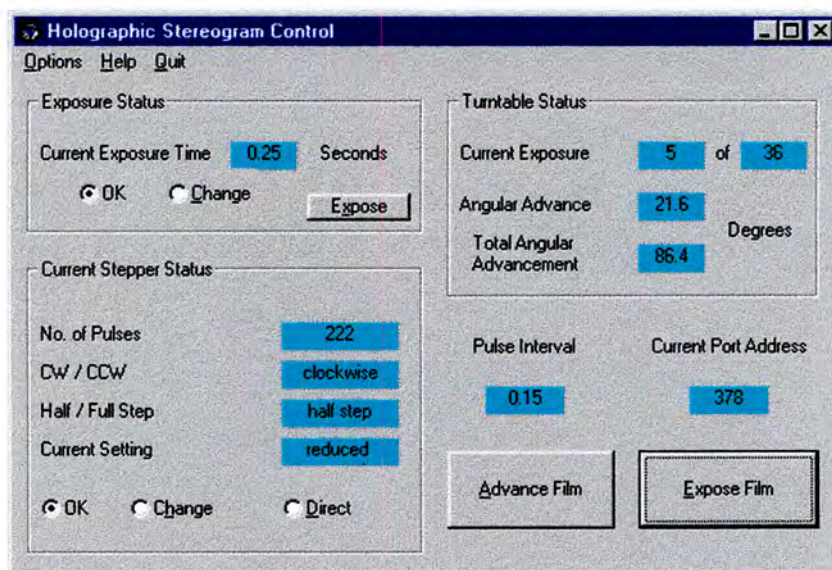 Holographic Stereogram Control
Options Help Quit
Exposure Status
Current Exposure Time 0.25 Seconds
OK Change Expose
Current Stepper Status
No. of Pulses 222
CW / CCW clockwise
Half / Full Step half step
Current Setting reduced
OK Change Direct
Turntable Status
Current Exposure 5 of 36
Angular Advance 21.6
Degrees
Total Angular
Advancement 86.4
Pulse Interval Current Port Address
0.15 378
Advance Film Expose Film